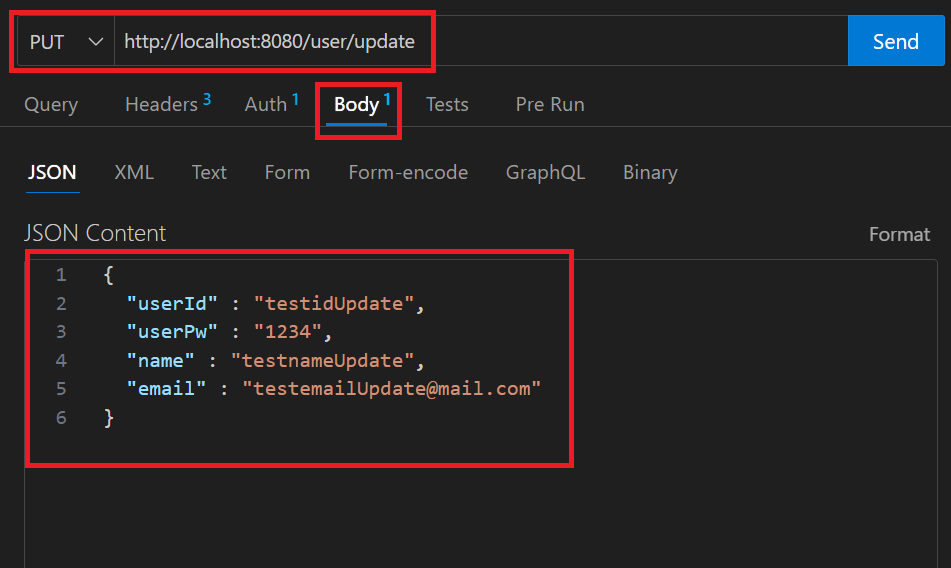 PUT http://localhost:8080/user/update Send
Query Headers 3 Auth 1 Body 1 Tests Pre Run
JSON XML Text Form Form-encode GraphQL Binary
JSON Content Format
1 {
2 "userId" : "testidUpdate",
3 "userPw" : "1234",
4 "name" : "testnameUpdate",
5 "email" : "testemailUpdate@mail.com"
6 }